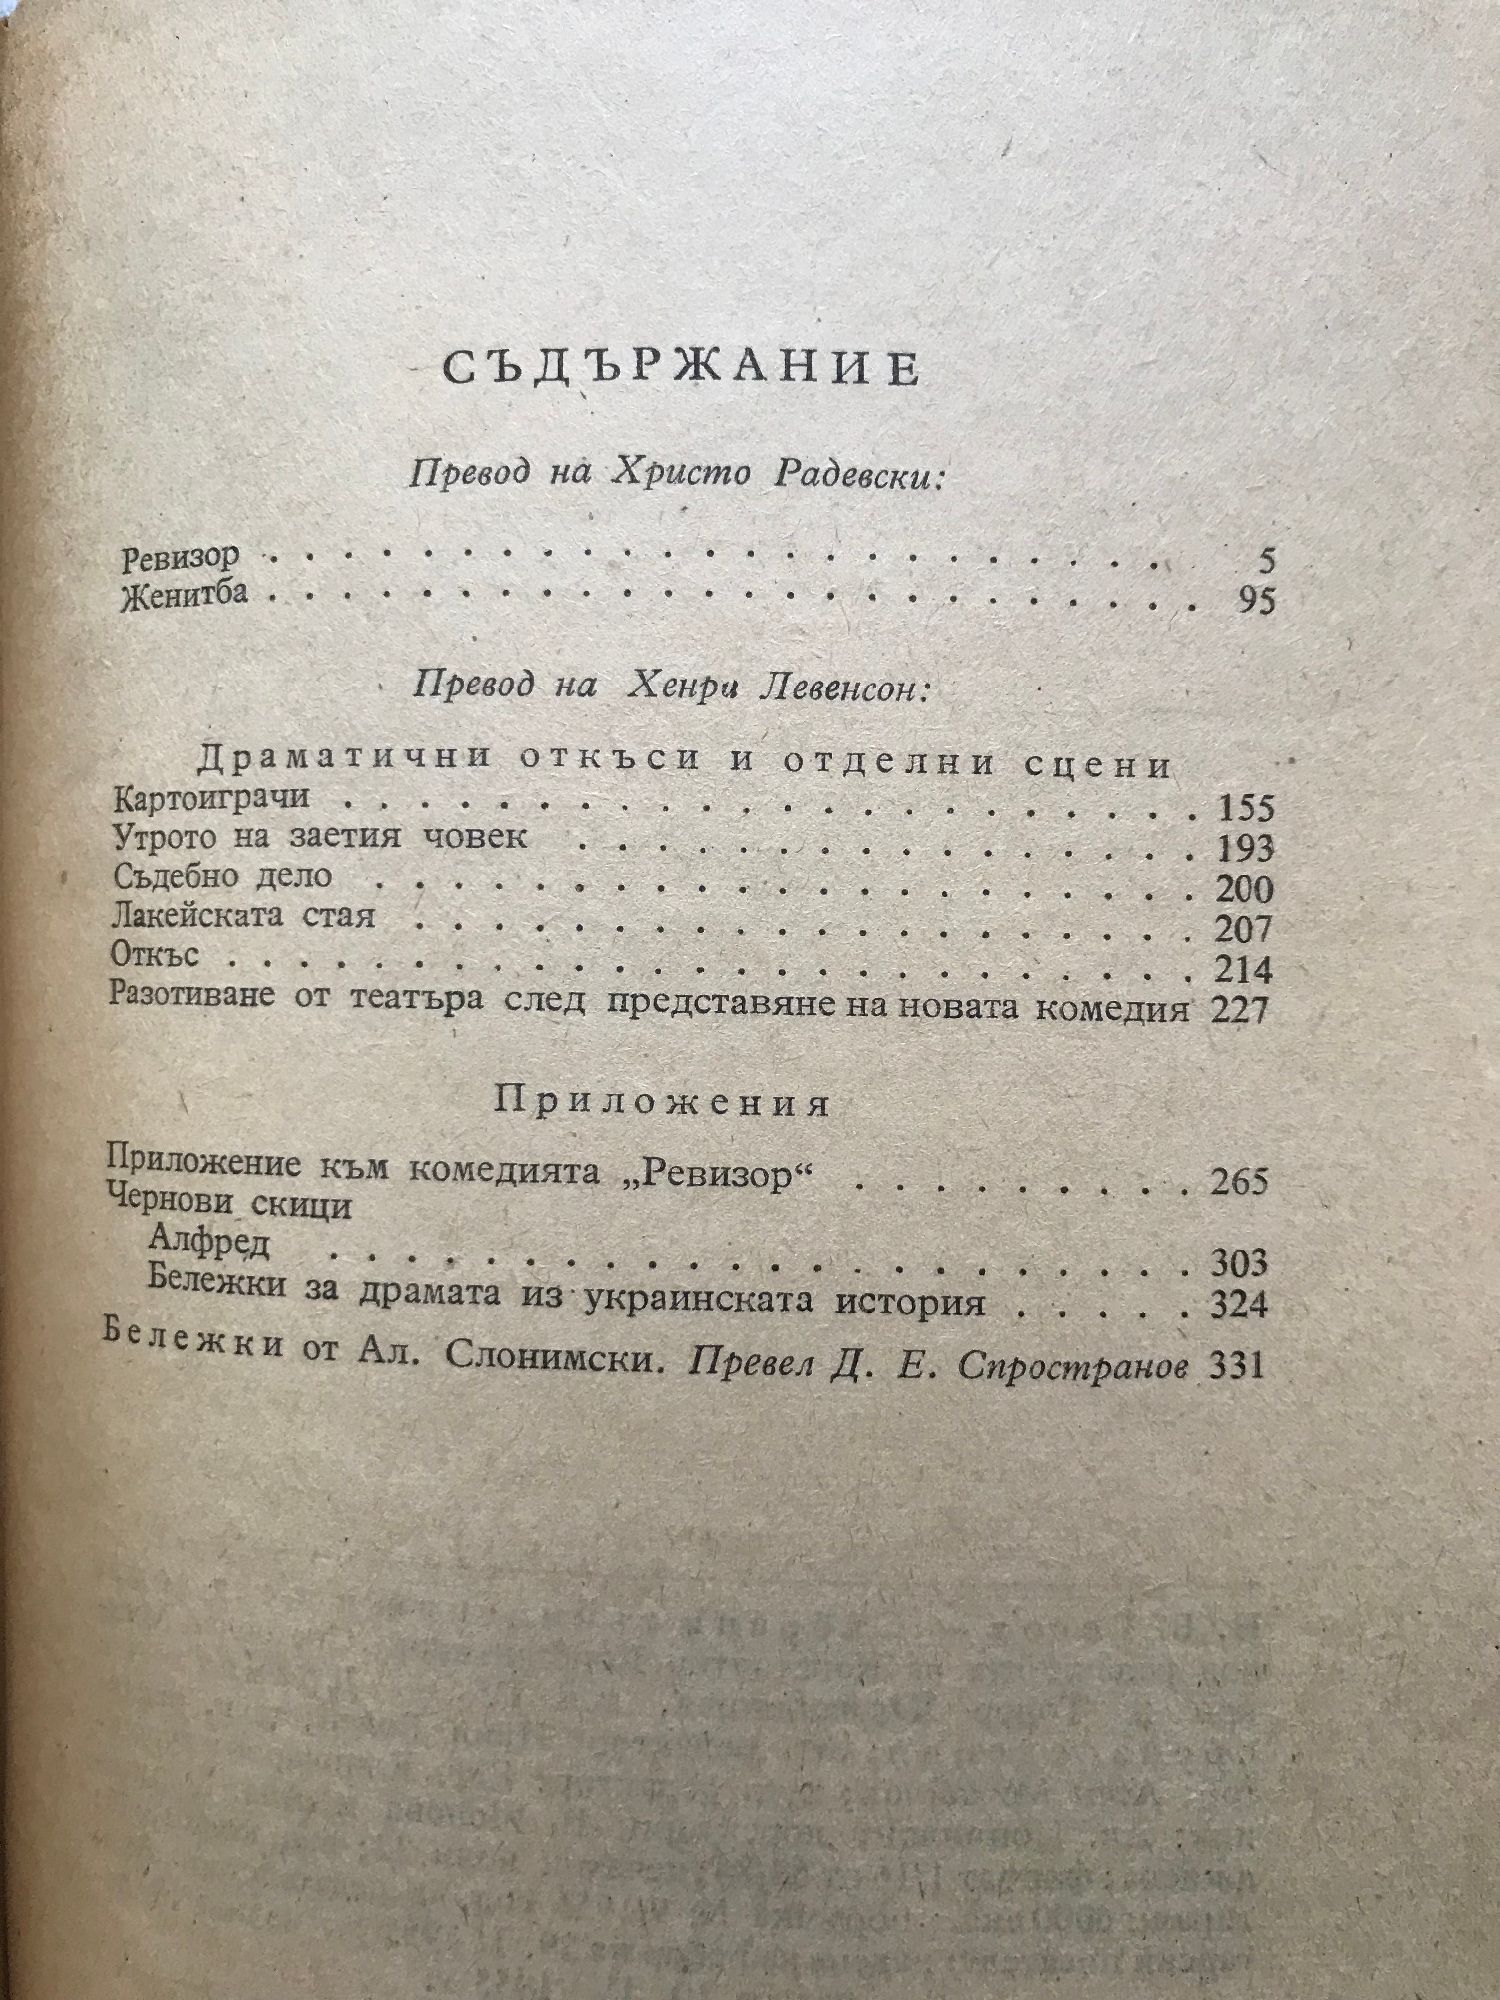 СЪДЪРЖАНИЕ
Превод на Христо Радевски:
Ревизор . . . . . . . . . . . . . . . . . . . . . . . . 5
Женитба . . . . . . . . . . . . . . . . . . . . . . . . 95
Превод на Хенри Левенсон:
Драматични откъси и отделни сцени
Картоиграчи . . . . . . . . . . . . . . . . . . . . . . 155
Утрото на заетия човек . . . . . . . . . . . . . . . . 193
Съдебно дело . . . . . . . . . . . . . . . . . . . . . 200
Лакейската стая . . . . . . . . . . . . . . . . . . . . 207
Откъс . . . . . . . . . . . . . . . . . . . . . . . . . 214
Разотиване от театъра след представяне на новата комедия 227
Приложения
Приложение към комедията „Ревизор“ . . . . . . . . . 265
Чернови скици
Алфред . . . . . . . . . . . . . . . . . . . . . . . 303
Бележки за драмата из украинската история . . . . . 324
Бележки от Ал. Слонимски. Превел Д. Е. Спространов 331